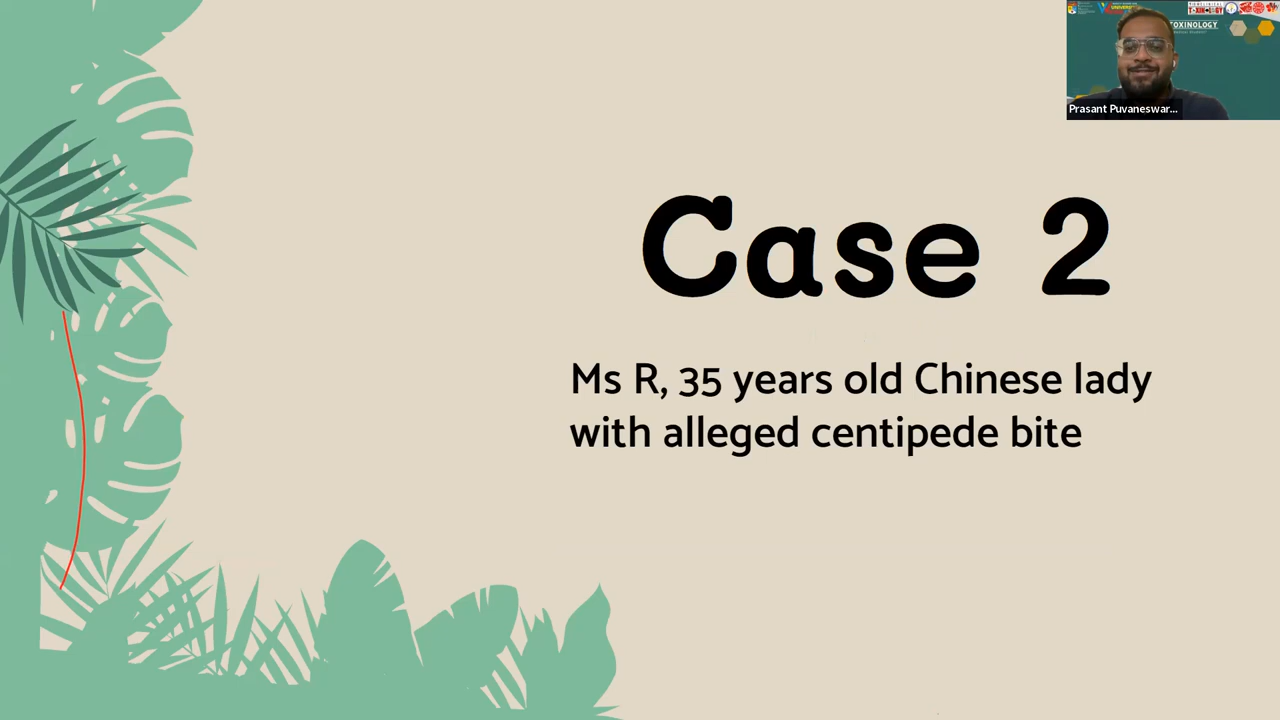 Case 2
Ms R, 35 years old Chinese lady
with alleged centipede bite
TOXINOLOGY
Prasant Puvaneswar...